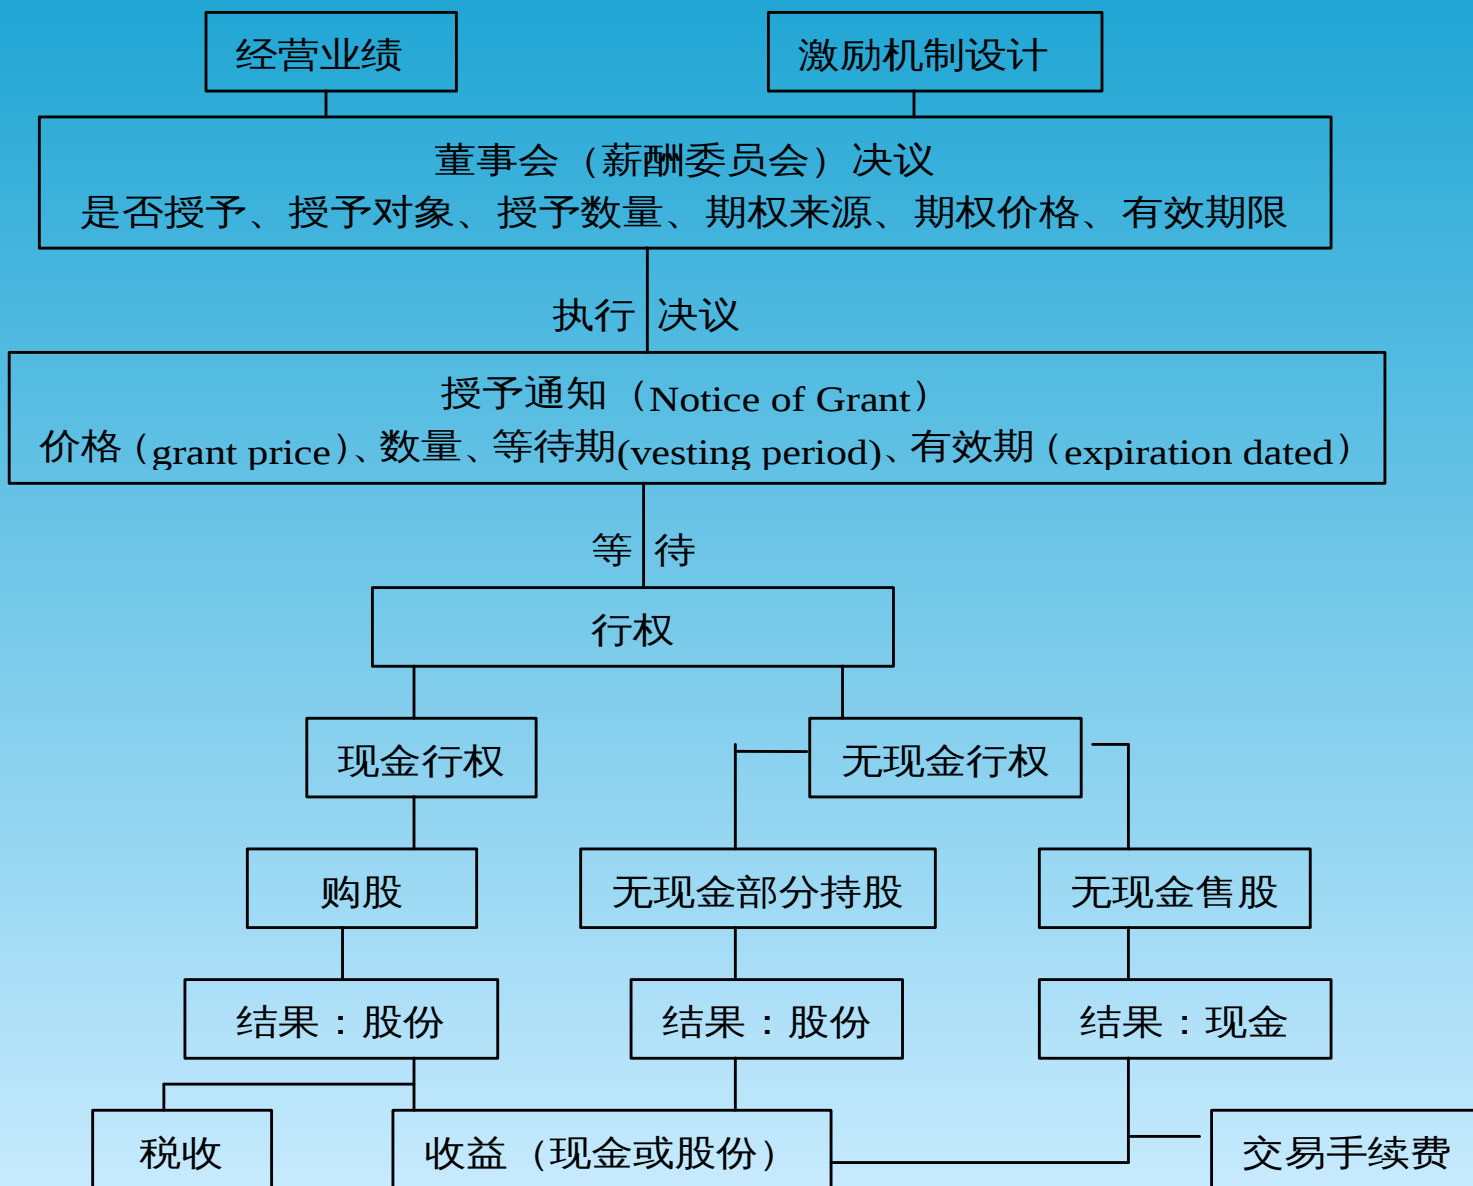 经营业绩
激励机制设计
董事会（薪酬委员会）决议
是否授予、授予对象、授予数量、期权来源、期权价格、有效期限
执行 决议
授予通知（Notice of Grant）
价格（grant price）、数量、等待期(vesting period)、有效期（expiration dated）
等 待
行权
现金行权
无现金行权
购股
无现金部分持股
无现金售股
结果：股份
结果：股份
结果：现金
税收
收益（现金或股份）
交易手续费